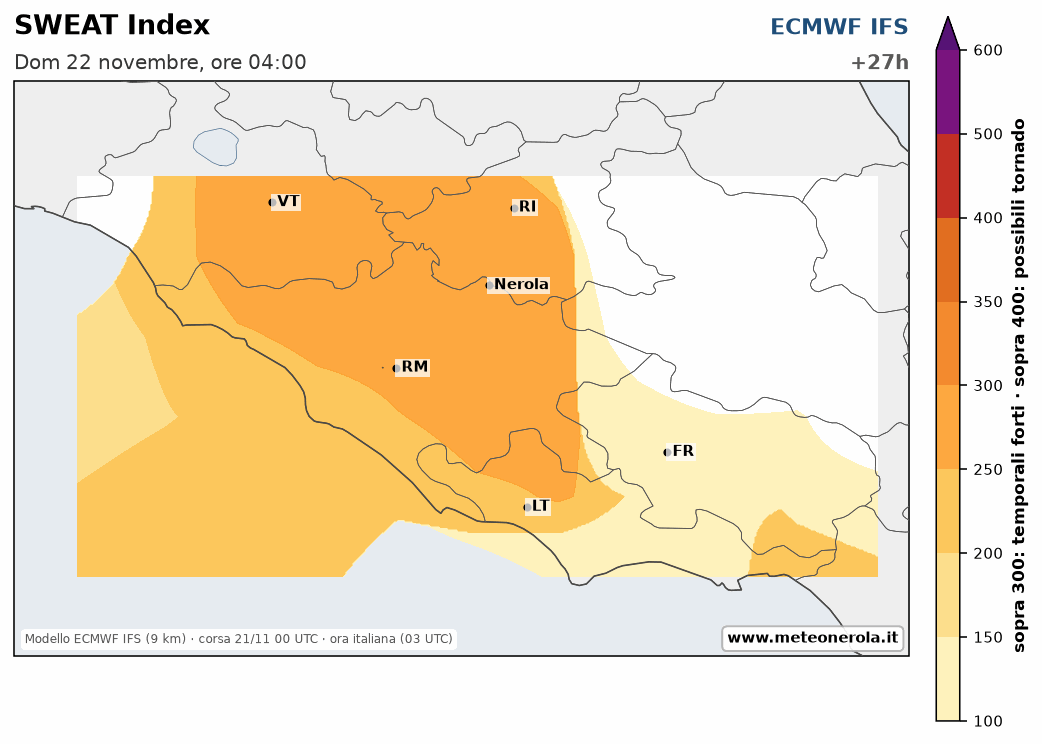 SWEAT Index
ECMWF IFS
Dom 22 novembre, ore 04:00
+27h
VT
RI
Nerola
RM
FR
LT
Modello ECMWF IFS (9 km) · corsa 21/11 00 UTC · ora italiana (03 UTC)
www.meteonerola.it
600
500
400
350
300
250
200
150
100
sopra 300: temporali forti · sopra 400: possibili tornado